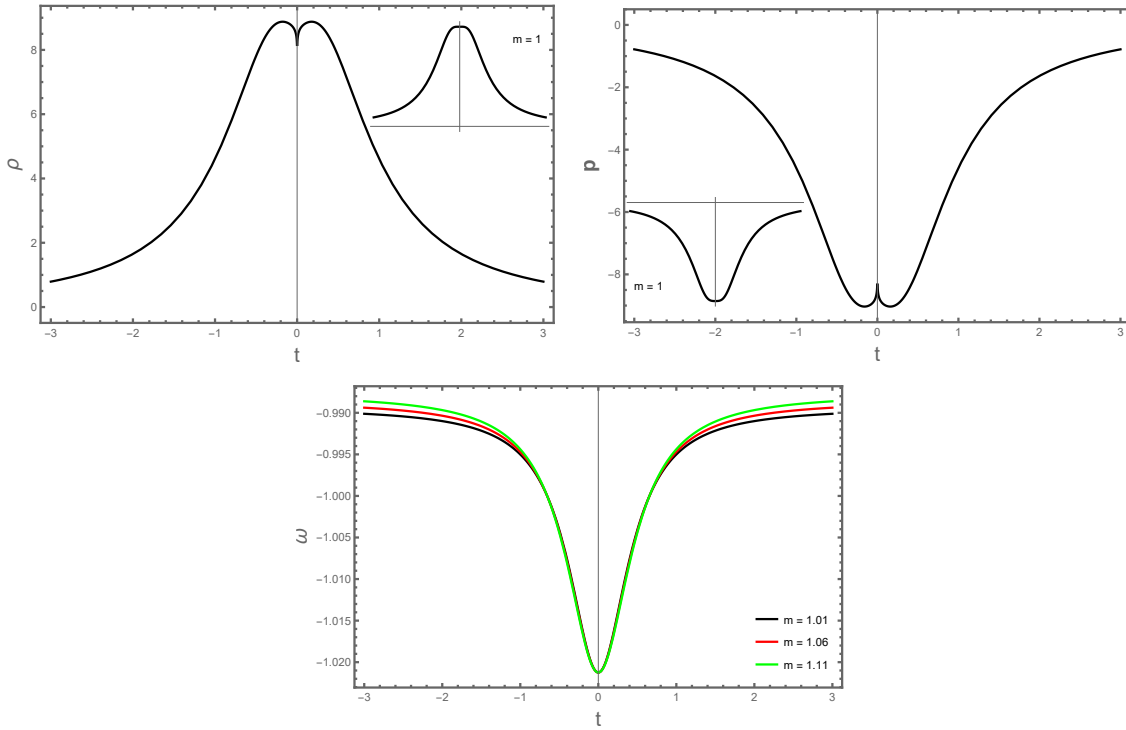 8
6
4
2
0
ρ
m = 1
−3 −2 −1 0 1 2 3
t
0
−2
−4
−6
−8
p
m = 1
−3 −2 −1 0 1 2 3
t
−0.990
−0.995
−1.000
−1.005
−1.010
−1.015
−1.020
ω
m = 1.01
m = 1.06
m = 1.11
−3 −2 −1 0 1 2 3
t